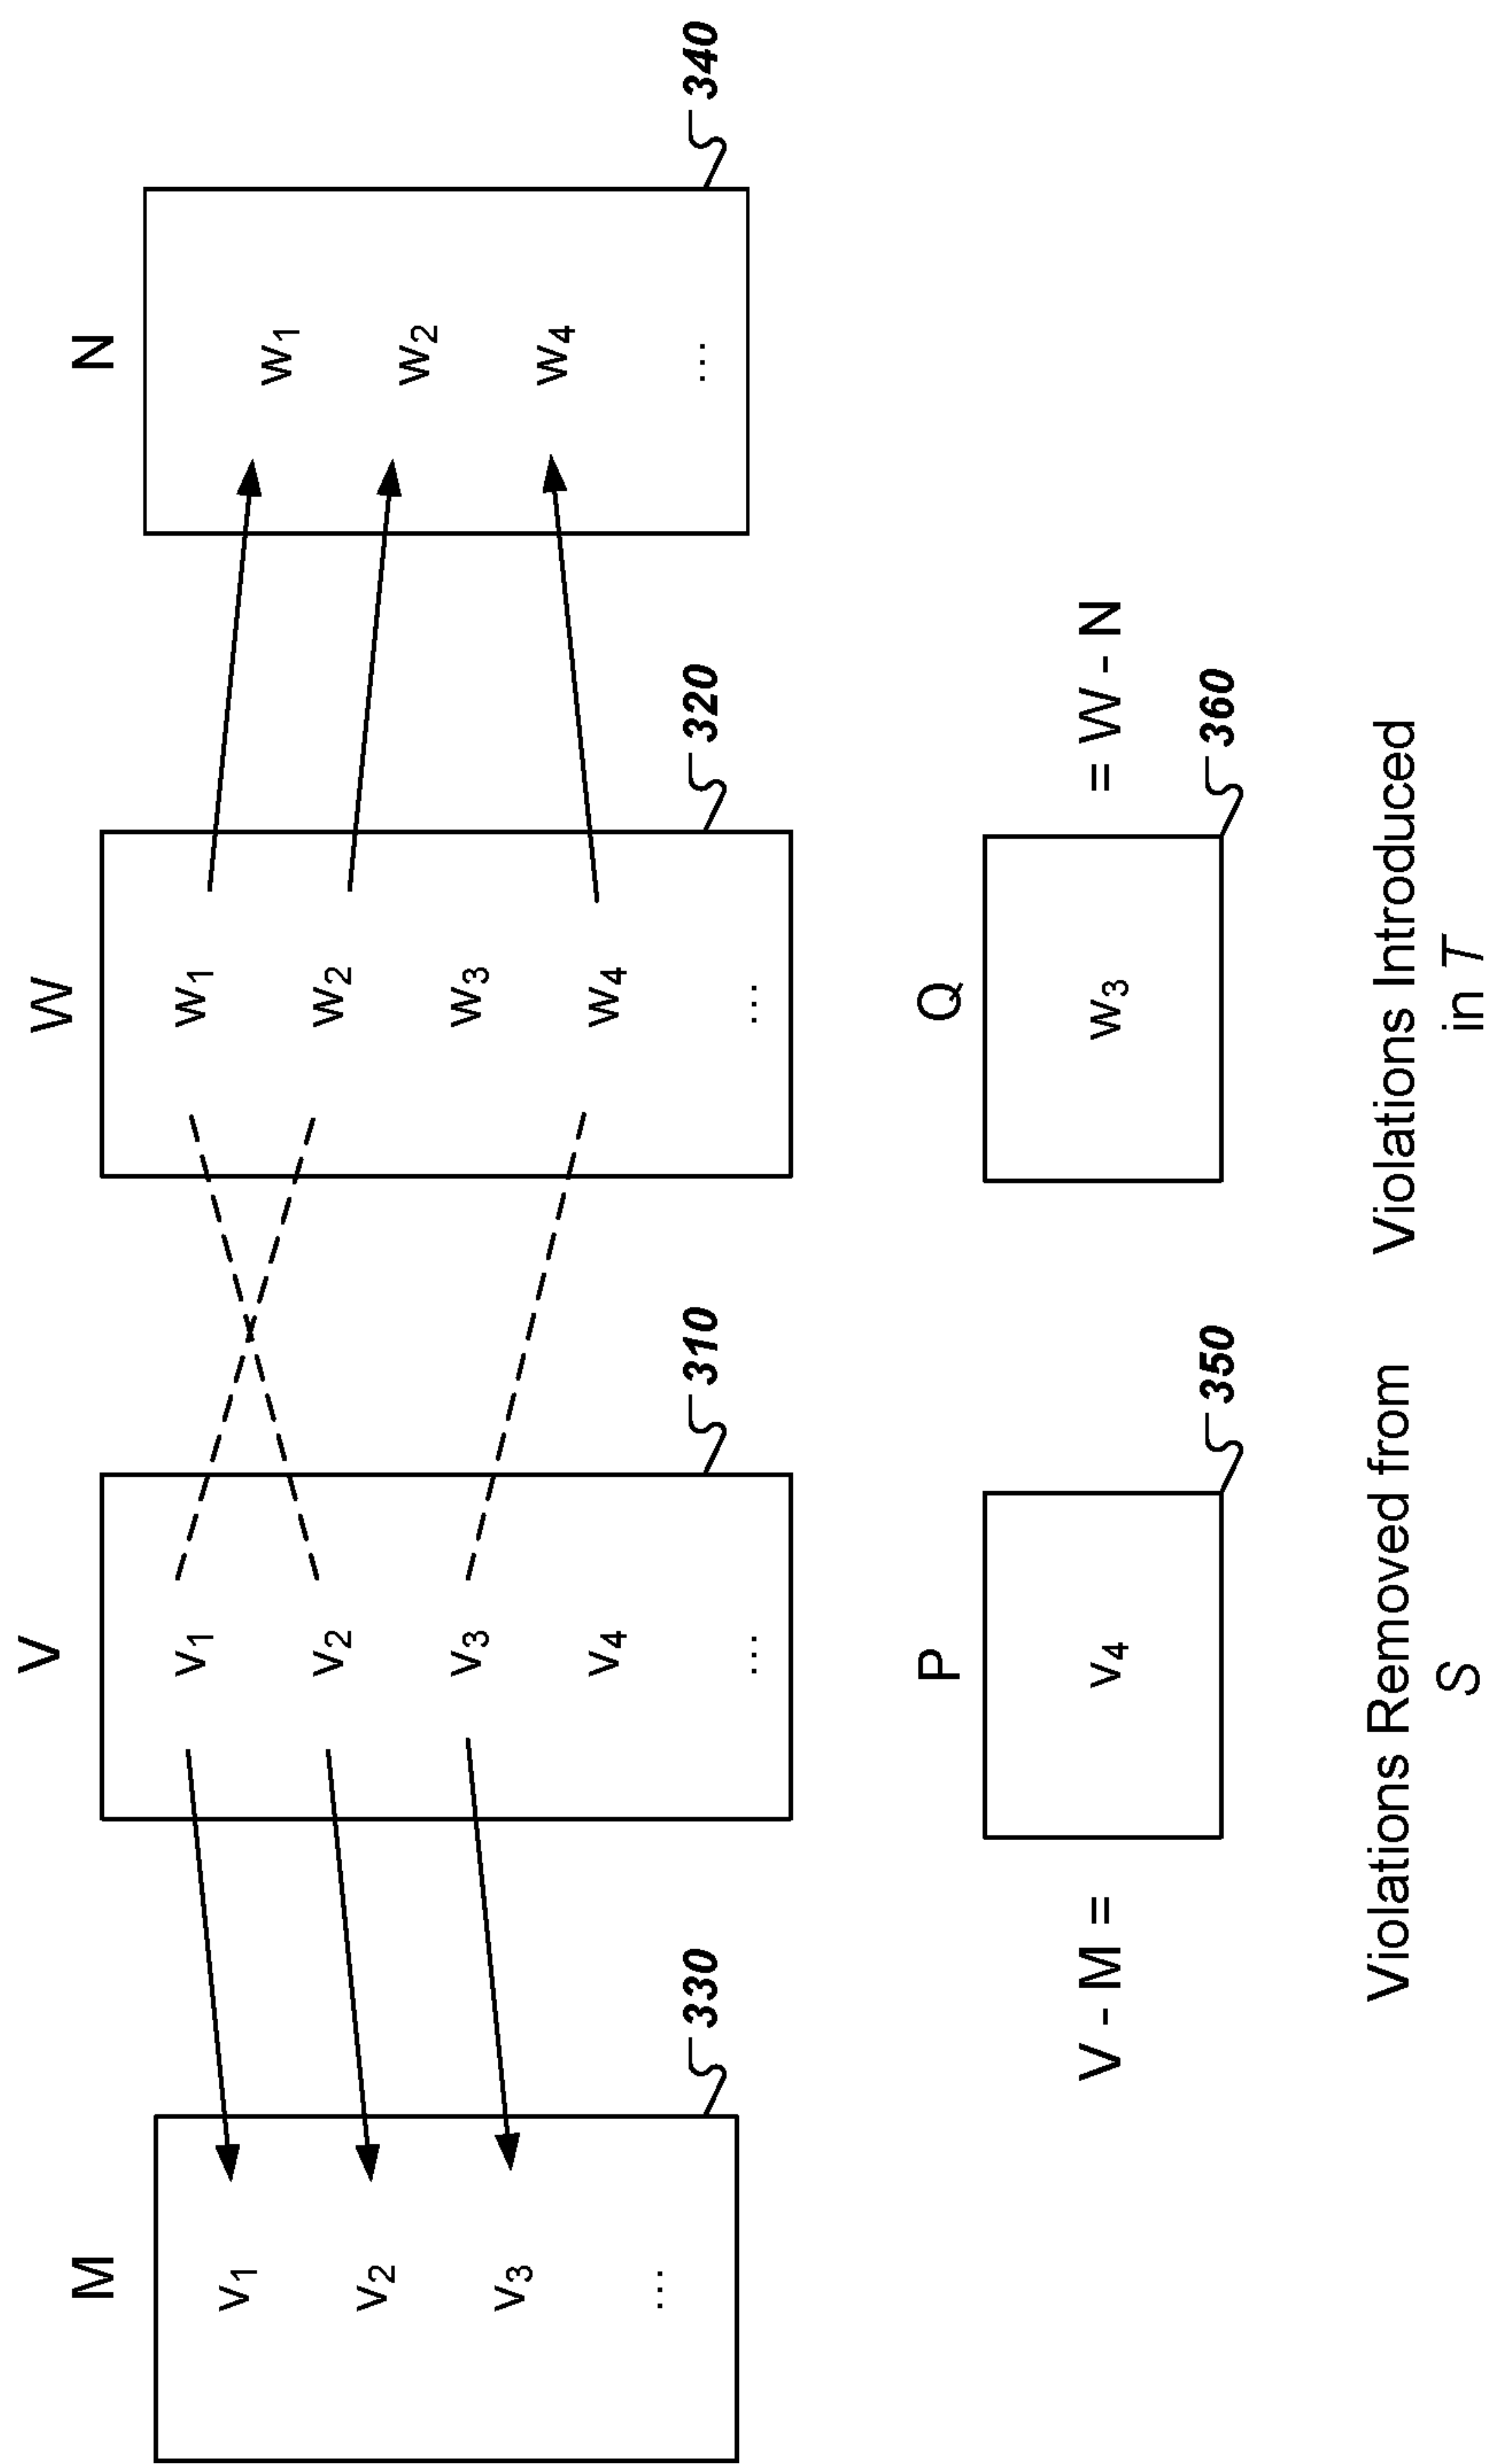 M
V
W
N
V1
V2
V3
...
330
V1
V2
V3
V4
...
310
W1
W2
W3
W4
...
320
W1
W2
W4
...
340
V - M =
P
V4
350
Q
W3
= W - N
360
Violations Removed from
S
Violations Introduced
in T